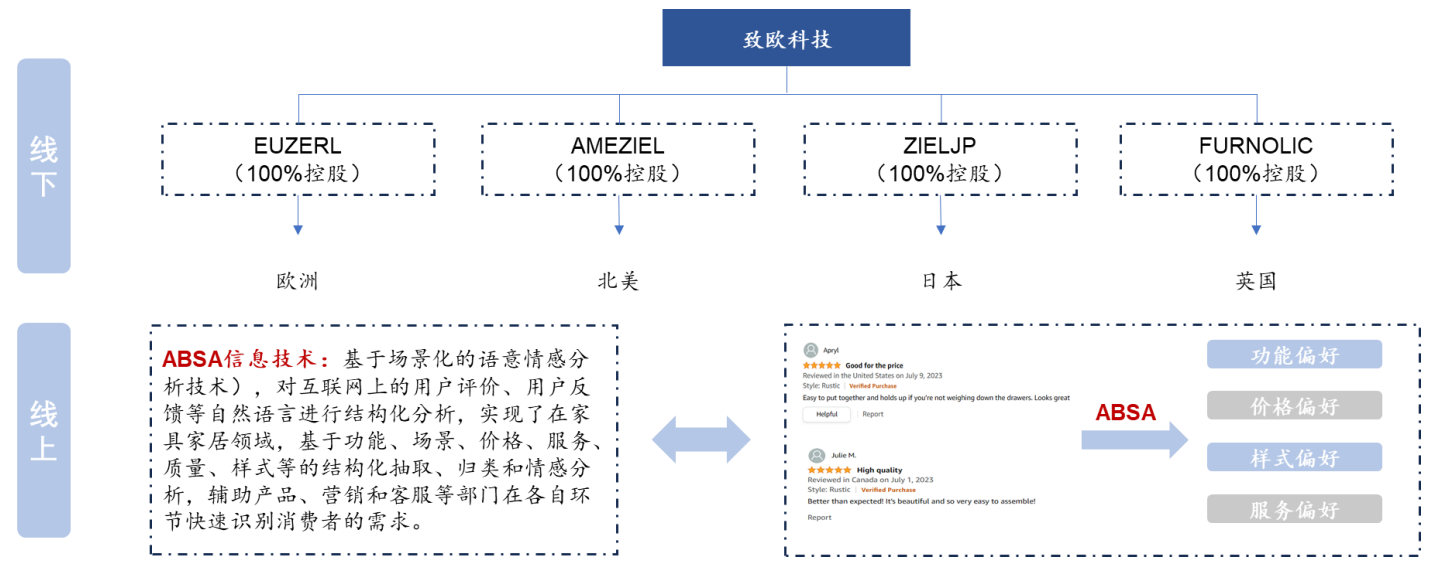 致欧科技
线下
EUZERL
（100%控股）
AMEZIEL
（100%控股）
ZIELJP
（100%控股）
FURNOLIC
（100%控股）
欧洲
北美
日本
英国
线上
ABSA信息技术：基于场景化的语意情感分
析技术），对互联网上的用户评价、用户反
馈等自然语言进行结构化分析，实现了在家
具家居领域，基于功能、场景、价格、服务、
质量、样式等的结构化抽取、归类和情感分
析，辅助产品、营销和客服等部门在各自环
节快速识别消费者的需求。
Apryl
Good for the price
Reviewed in the United States on July 9, 2023
Style: Rustic | Verified Purchase
Easy to put together and holds up if you're not weighing down the drawers. Looks great
Helpful | Report
Julie M.
High quality
Reviewed in Canada on July 1, 2023
Style: Rustic | Verified Purchase
Better than expected! It's beautiful and so very easy to assemble!
Report
ABSA
功能偏好
价格偏好
样式偏好
服务偏好